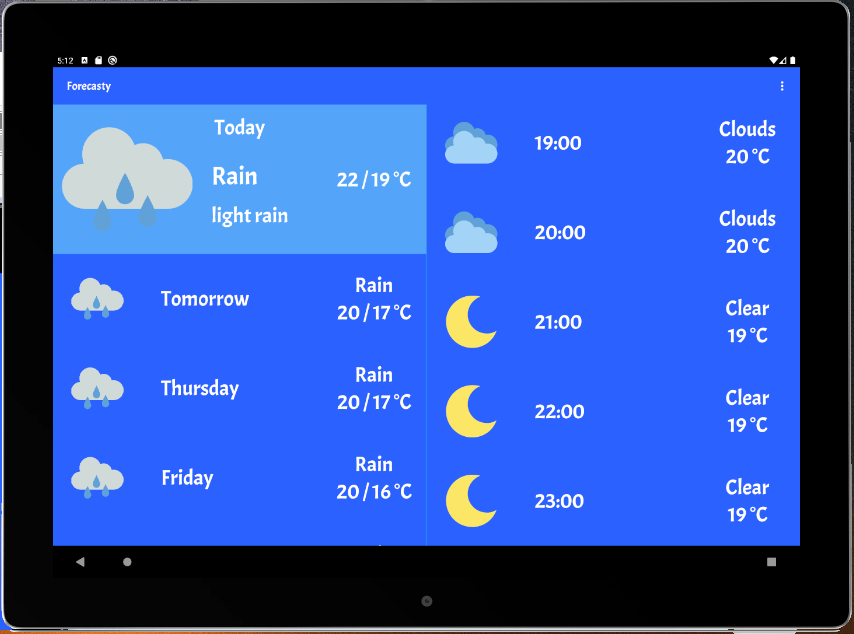 5:12
Forecasty
Today
Rain
22 / 19 °C
light rain
Tomorrow
Rain
20 / 17 °C
Thursday
Rain
20 / 17 °C
Friday
Rain
20 / 16 °C
19:00
Clouds
20 °C
20:00
Clouds
20 °C
21:00
Clear
19 °C
22:00
Clear
19 °C
23:00
Clear
19 °C